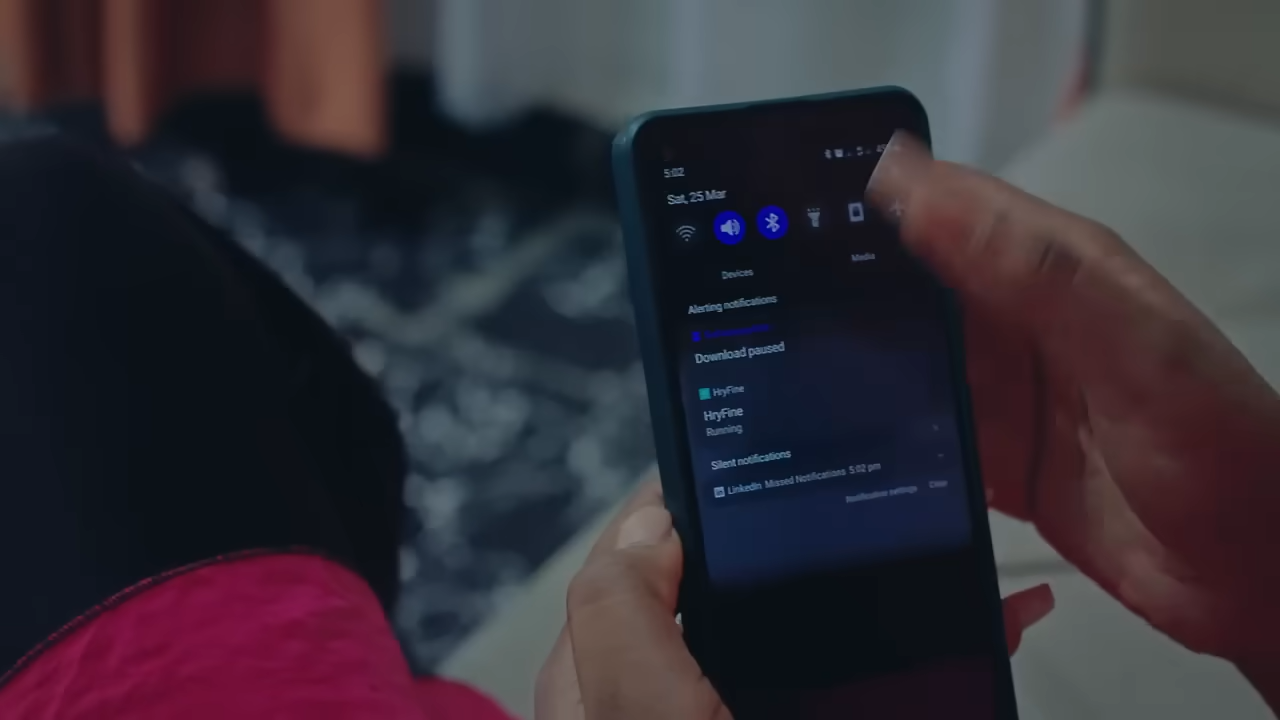 5:02
Sat, 25 Mar
Devices
Media
Alerting notifications
Download paused
HryFine
HryFine
Running
Silent notifications
LinkedIn Missed Notifications 5:02 pm
Notification settings Clear